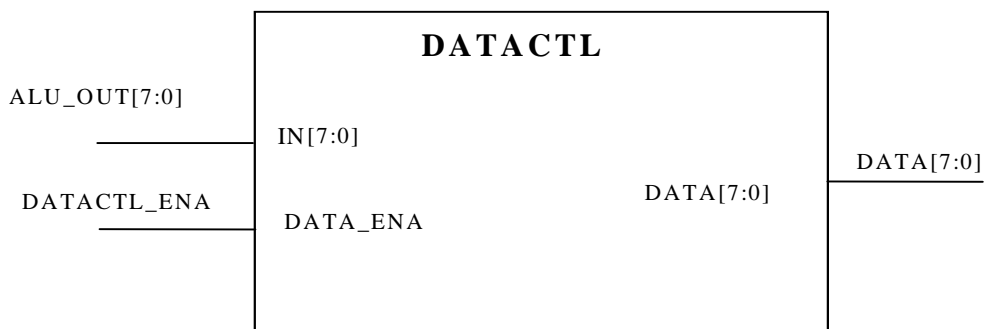 DATACTL
ALU_OUT[7:0]
IN[7:0]
DATA[7:0]
DATACTL_ENA
DATA[7:0]
DATA_ENA